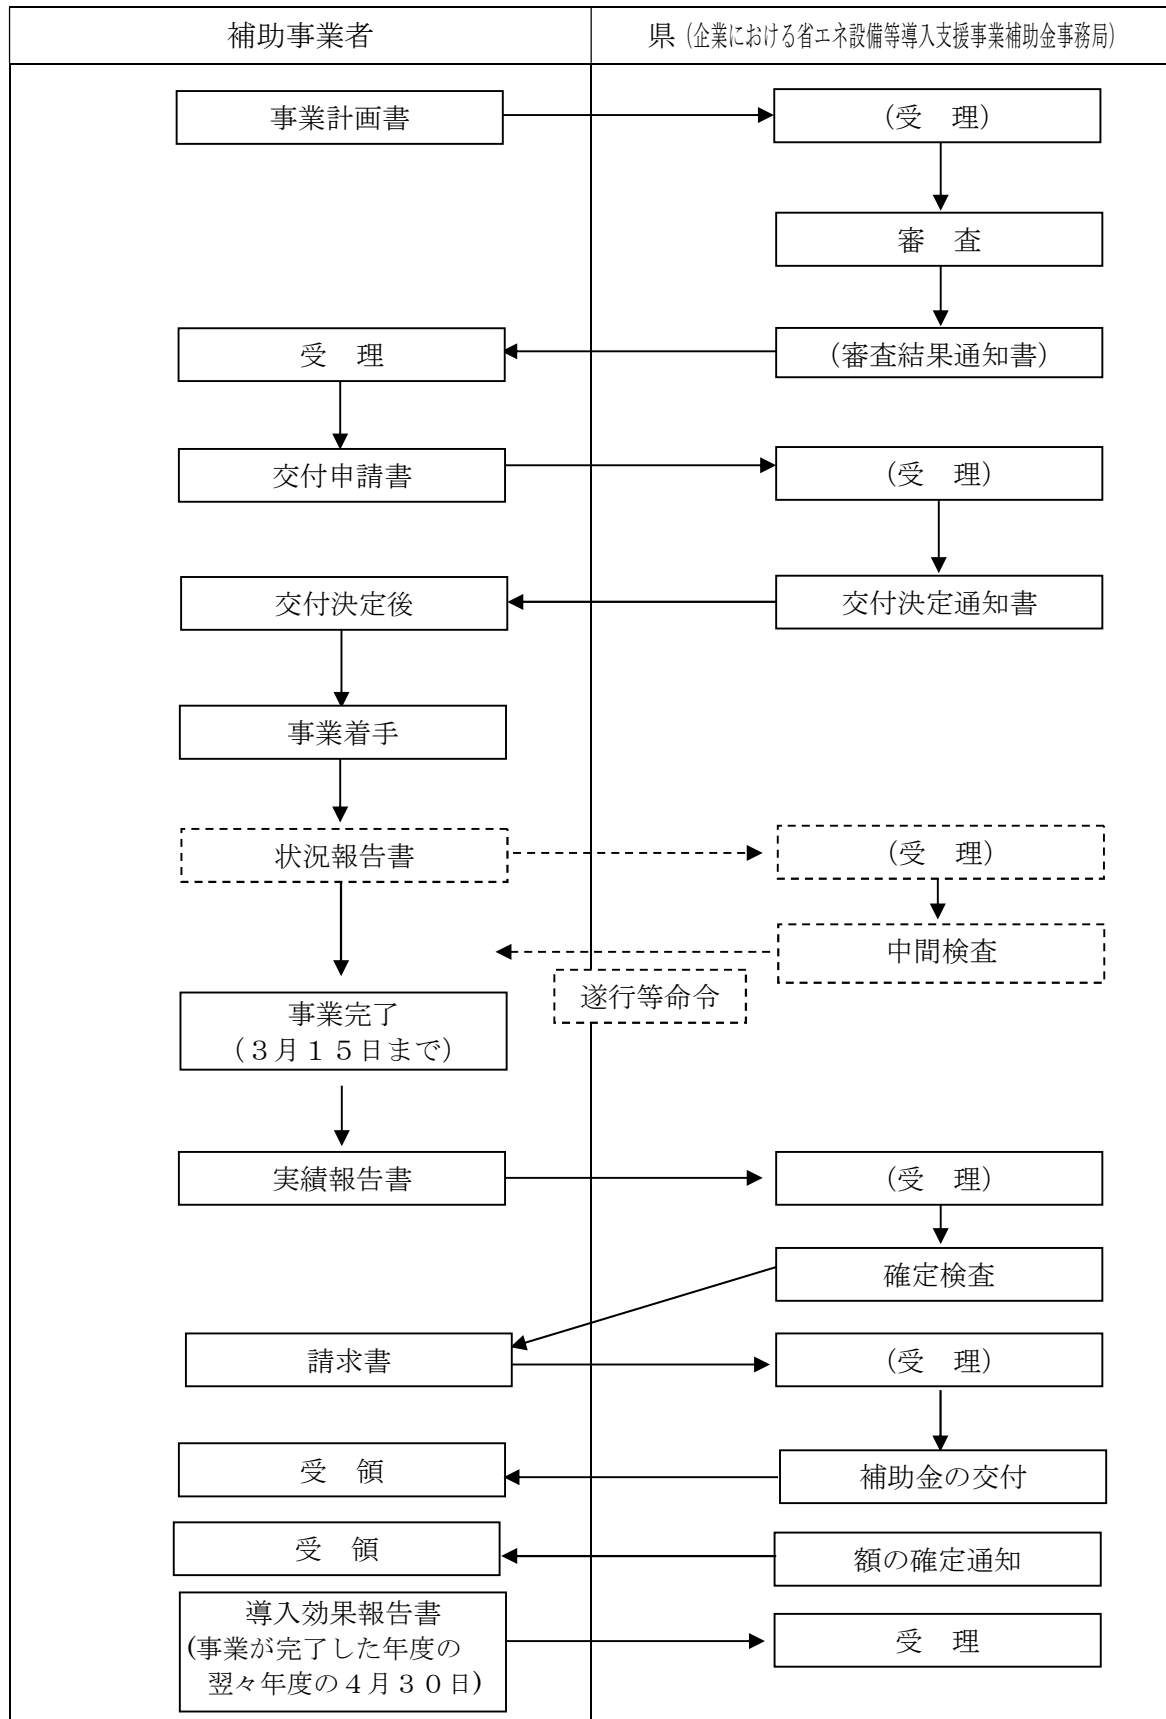 補助事業者
県（企業における省エネ設備等導入支援事業補助金事務局）
事業計画書
（受　理）
審　査
受　理
（審査結果通知書）
交付申請書
（受　理）
交付決定後
交付決定通知書
事業着手
状況報告書
（受　理）
中間検査
遂行等命令
事業完了
（３月１５日まで）
実績報告書
（受　理）
確定検査
請求書
（受　理）
受　領
補助金の交付
受　領
額の確定通知
導入効果報告書
(事業が完了した年度の
翌々年度の４月３０日)
受　理